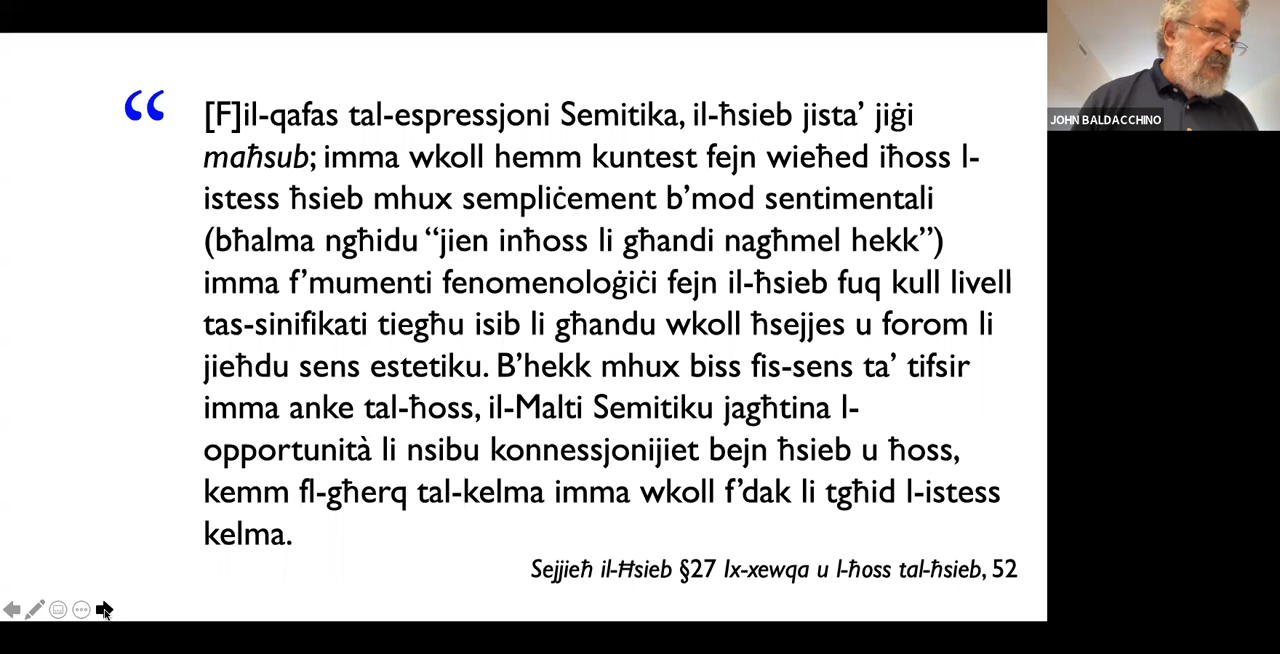 “
[F]il-qafas tal-espressjoni Semitika, il-ħsieb jista’ jiġi
maħsub; imma wkoll hemm kuntest fejn wieħed iħoss l-
istess ħsieb mhux sempliċement b’mod sentimentali
(bħalma ngħidu “jien inħoss li għandi nagħmel hekk”)
imma f’mumenti fenomenoloġiċi fejn il-ħsieb fuq kull livell
tas-sinifikati tiegħu isib li għandu wkoll ħsejjes u forom li
jieħdu sens estetiku. B’hekk mhux biss fis-sens ta’ tifsir
imma anke tal-ħoss, il-Malti Semitiku jagħtina l-
opportunità li nsibu konnessjonijiet bejn ħsieb u ħoss,
kemm fl-għerq tal-kelma imma wkoll f’dak li tgħid l-istess
kelma.
Sejjieħ il-Ħsieb §27 Ix-xewqa u l-ħoss tal-ħsieb, 52
JOHN BALDACCHINO